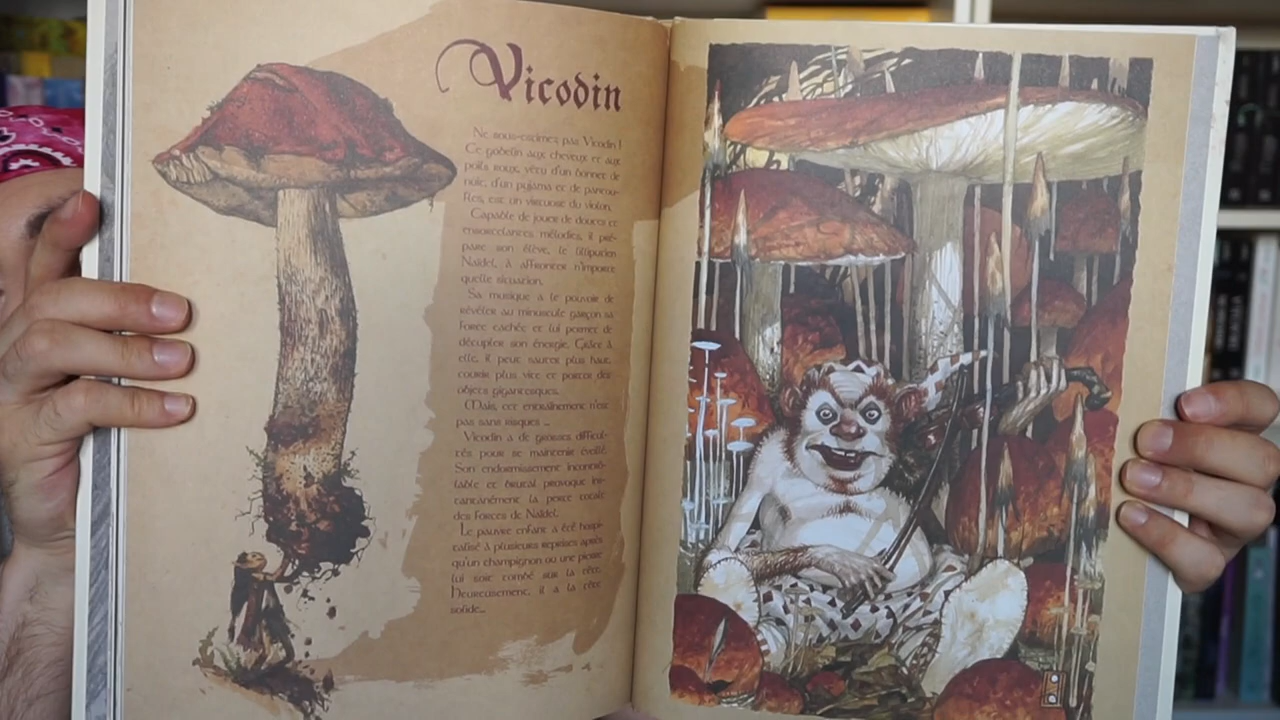 Vicodin
Ne sous-estimez pas Vicodin !
Ce gobelin aux cheveux et aux
poils roux, vêtu d'un bonnet de
nuit, d'un pyjama et de pantou-
fles, est un virtuose du violon.
Capable de jouer de douces et
ensorcelantes mélodies, il pré-
pare son élève, le lilliputien
Naïdel, à affronter n'importe
quelle situation.
Sa musique a le pouvoir de
révéler au minuscule garçon sa
force cachée et lui permet de
décupler son énergie. Grâce à
elle, il peut sauter plus haut,
courir plus vite et porter des
objets gigantesques.
Mais, cet entraînement n'est
pas sans risques ...
Vicodin a de grosses difficul-
tés pour se maintenir éveillé.
Son endormissement incontrô-
lable et brutal provoque ins-
tantanément la perte totale
des forces de Naïdel.
Le pauvre enfant a été hospi-
talisé à plusieurs reprises après
qu'un champignon ou une pierre
lui soit tombé sur la tête.
Heureusement, il a la tête
solide...